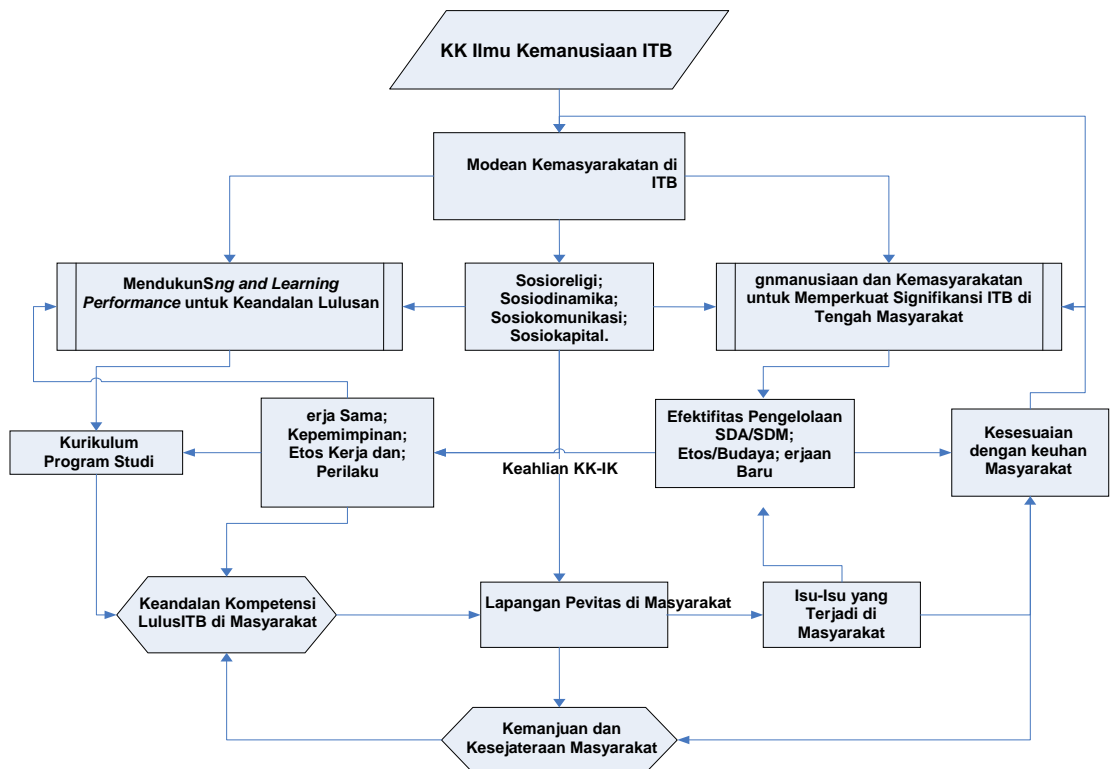 KK Ilmu Kemanusiaan ITB
Modean Kemasyarakatan di
ITB
MendukunSng and Learning
Performance untuk Keandalan Lulusan
Sosioreligi;
Sosiodinamika;
Sosiokomunikasi;
Sosiokapital.
gnmanusiaan dan Kemasyarakatan
untuk Memperkuat Signifikansi ITB di
Tengah Masyarakat
Kurikulum
Program Studi
erja Sama;
Kepemimpinan;
Etos Kerja dan;
Perilaku
Keahlian KK-IK
Efektifitas Pengelolaan
SDA/SDM;
Etos/Budaya; erjaan
Baru
Kesesuaian
dengan keuhan
Masyarakat
Keandalan Kompetensi
LulusITB di Masyarakat
Lapangan Pevitas di Masyarakat
Isu-Isu yang
Terjadi di
Masyarakat
Kemanjuan dan
Kesejateraan Masyarakat